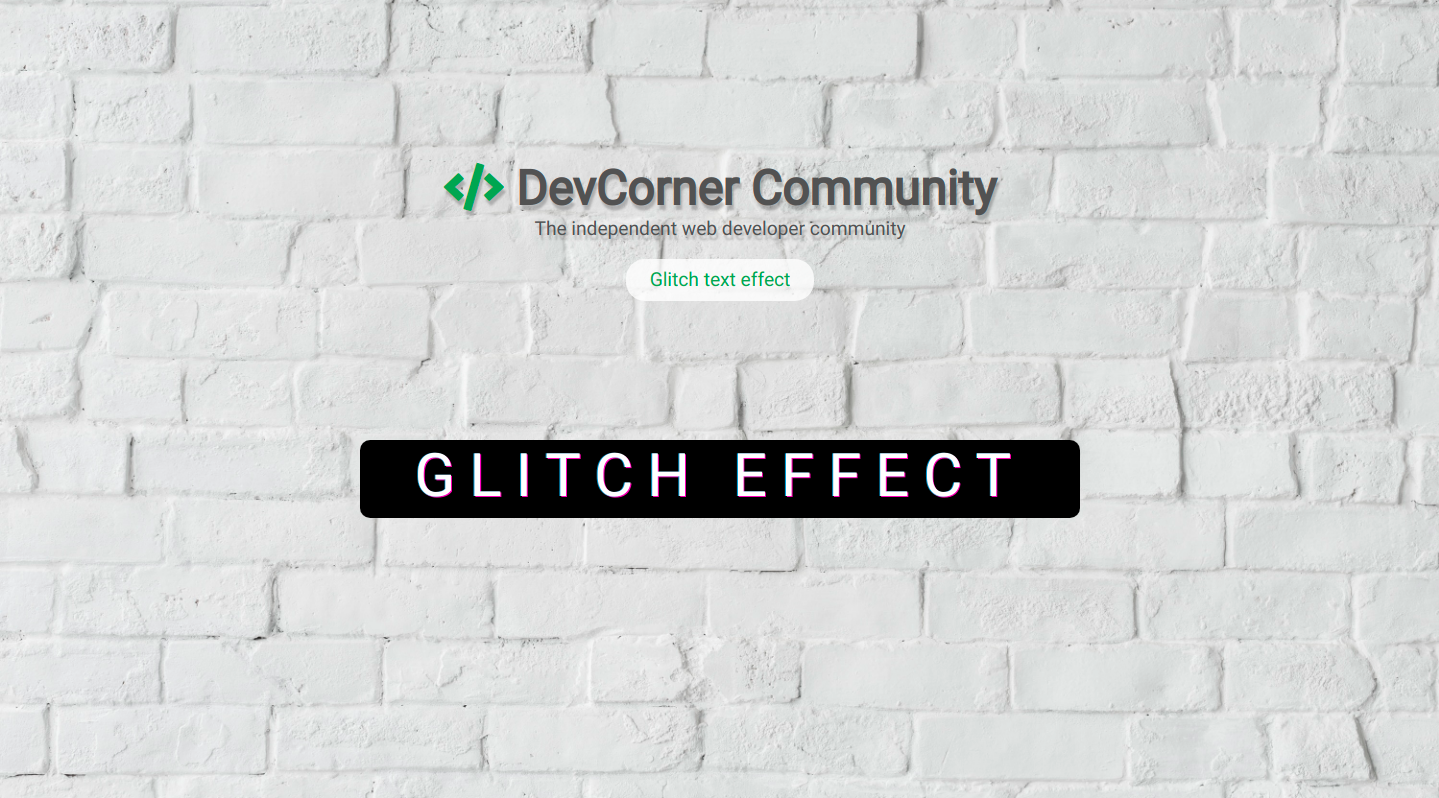 </> DevCorner Community
The independent web developer community
Glitch text effect
GLITCH EFFECT